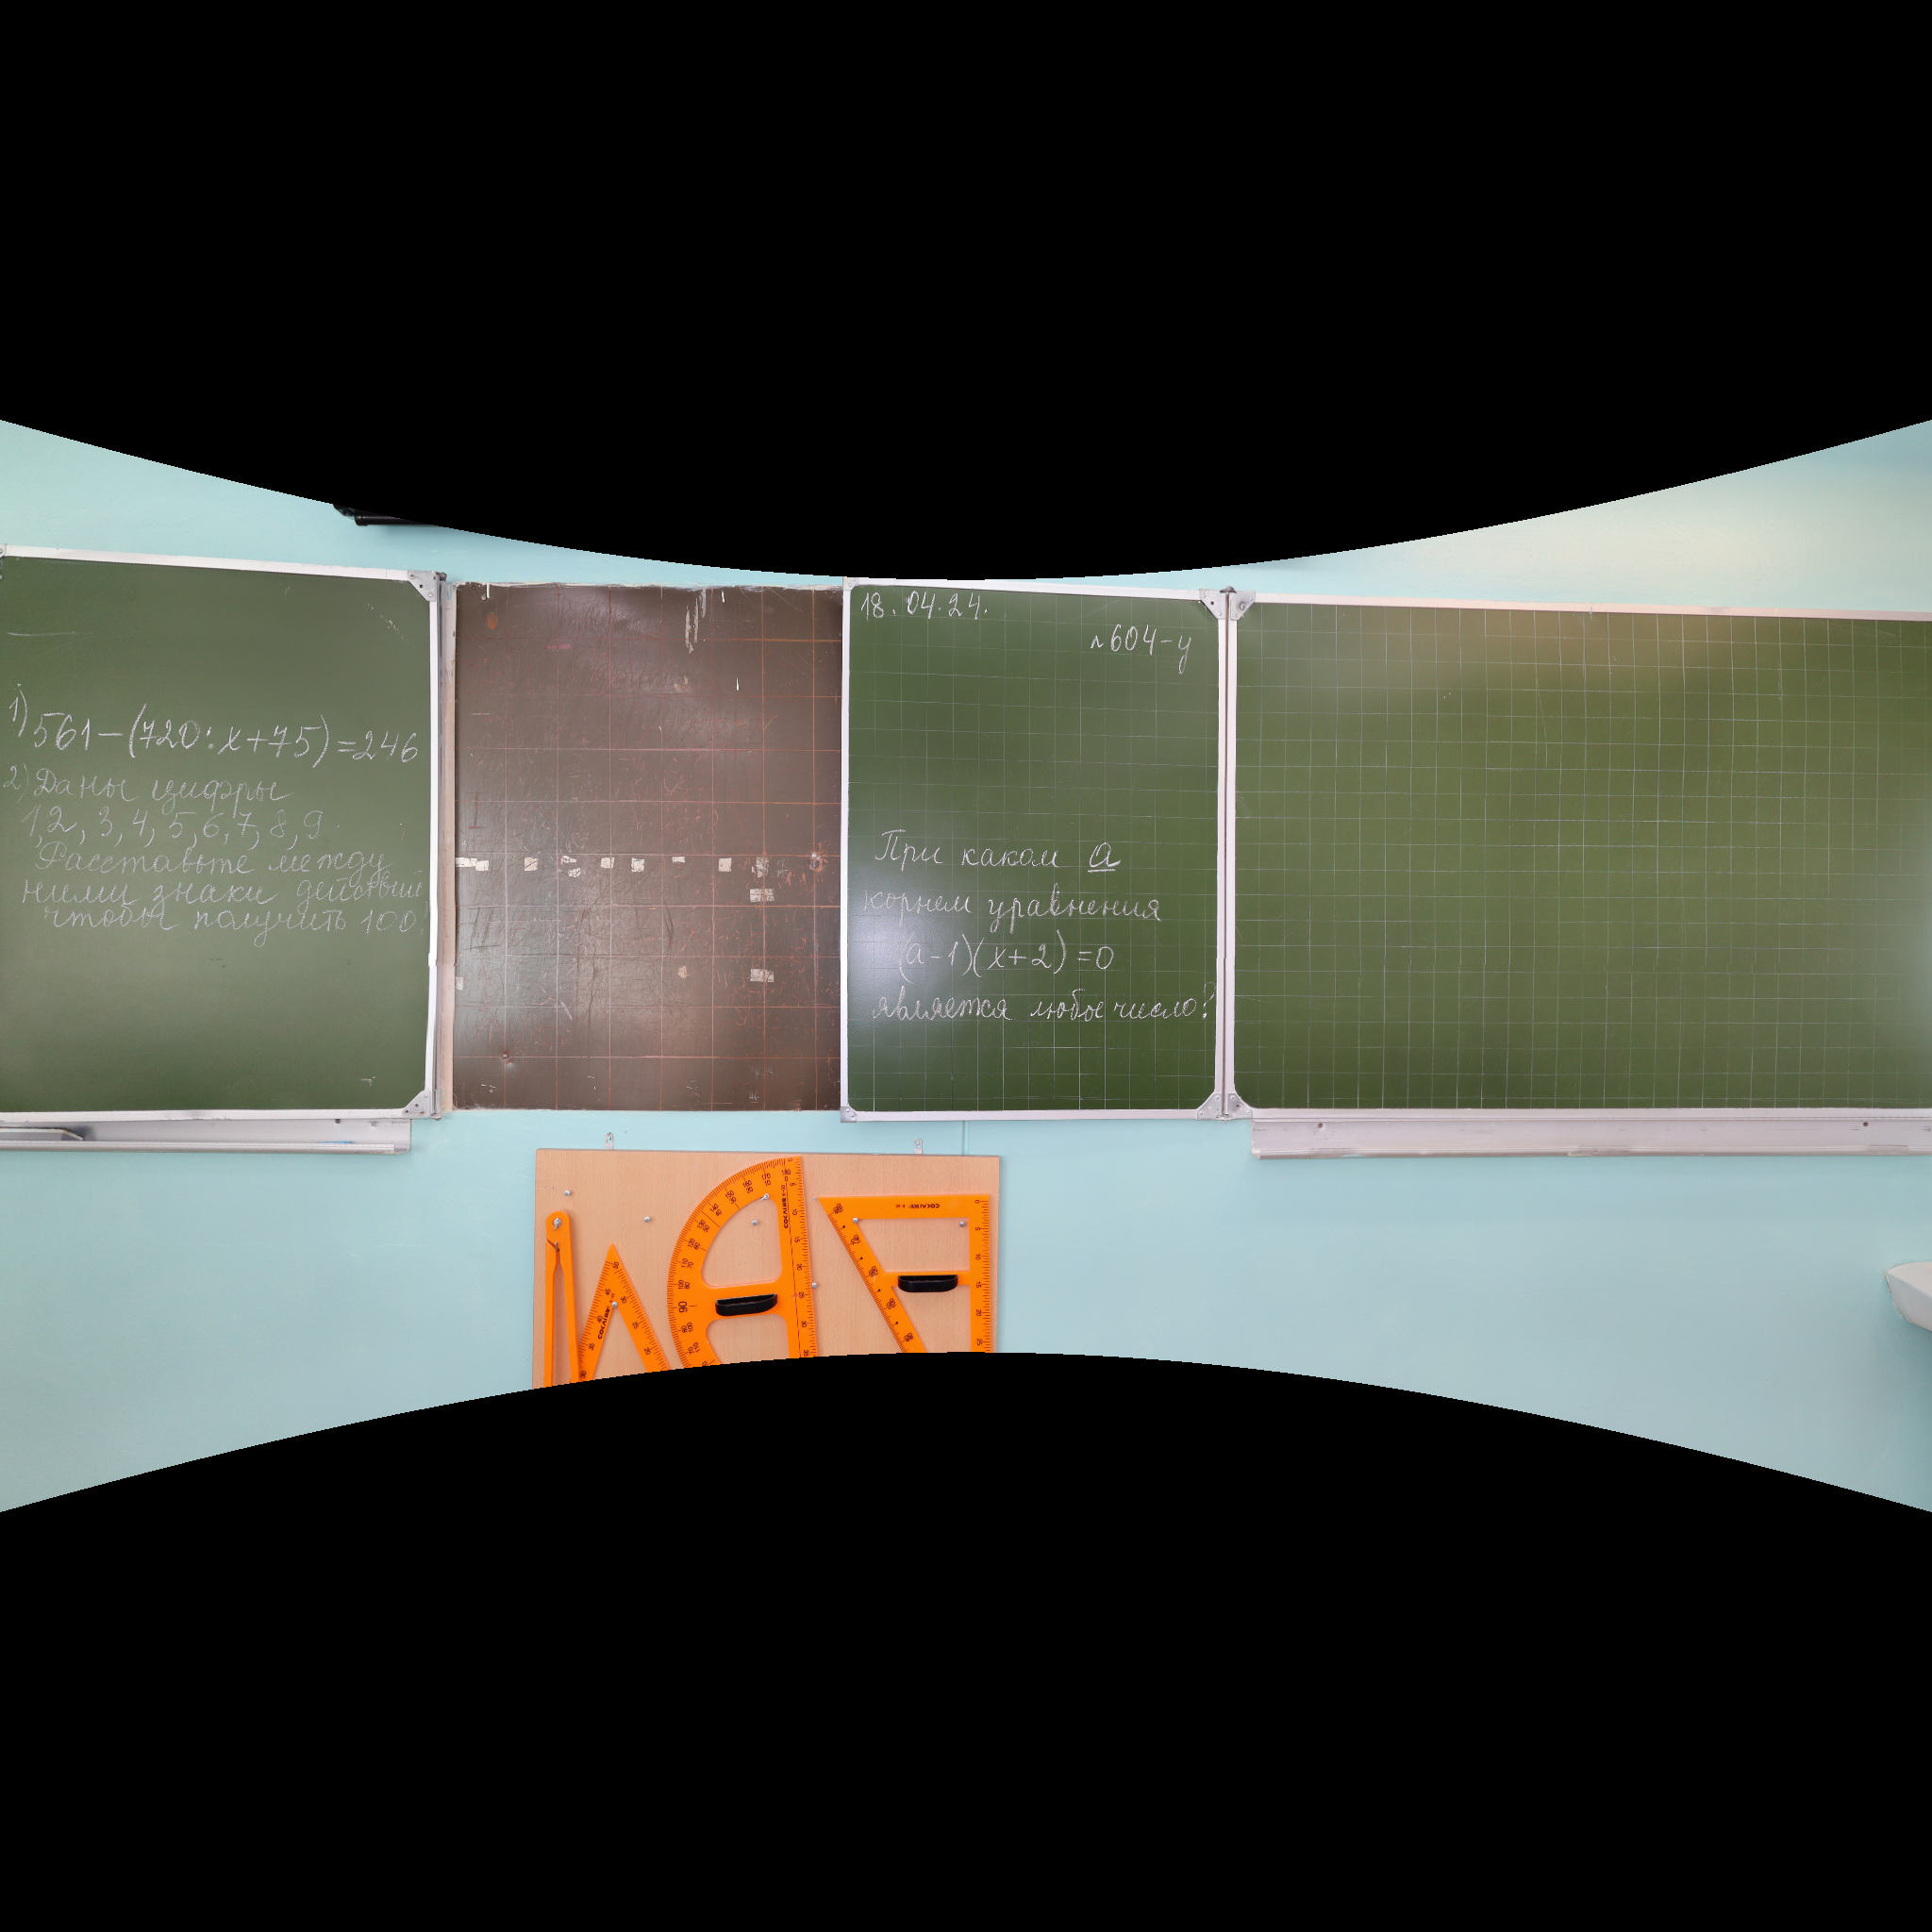 1) 561-(720:x+75)=246
2) Даны цифры
1,2,3,4,5,6,7,8,9.
Расставьте между
ними знаки действий
чтобы получить 100!
18.04.24.
№604-у
При каком а
корнем уравнения
(а-1)(х+2)=0
является любое число?